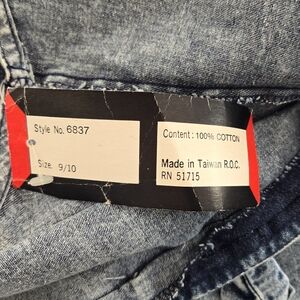 Style No. 6837
Size 9/10
Content: 100% COTTON
Made in Taiwan R.O.C.
RN 51715